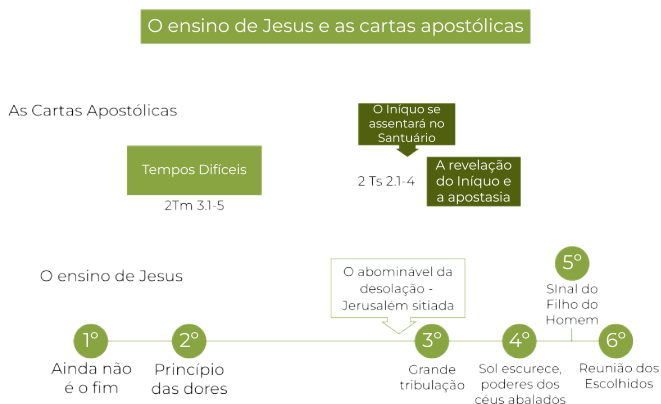 O ensino de Jesus e as cartas apostólicas
As Cartas Apostólicas
O Iníquo se
assentará no
Santuário
Tempos Difíceis
2Tm 3.1-5
2 Ts 2.1-4
A revelação
do Iníquo e
a apostasia
O ensino de Jesus
O abominável da
desolação -
Jerusalém sitiada
5º
SInal do
Filho do
Homem
1º
Ainda não
é o fim
2º
Princípio
das dores
3º
Grande
tribulação
4º
Sol escurece,
poderes dos
céus abalados
6º
Reunião dos
Escolhidos